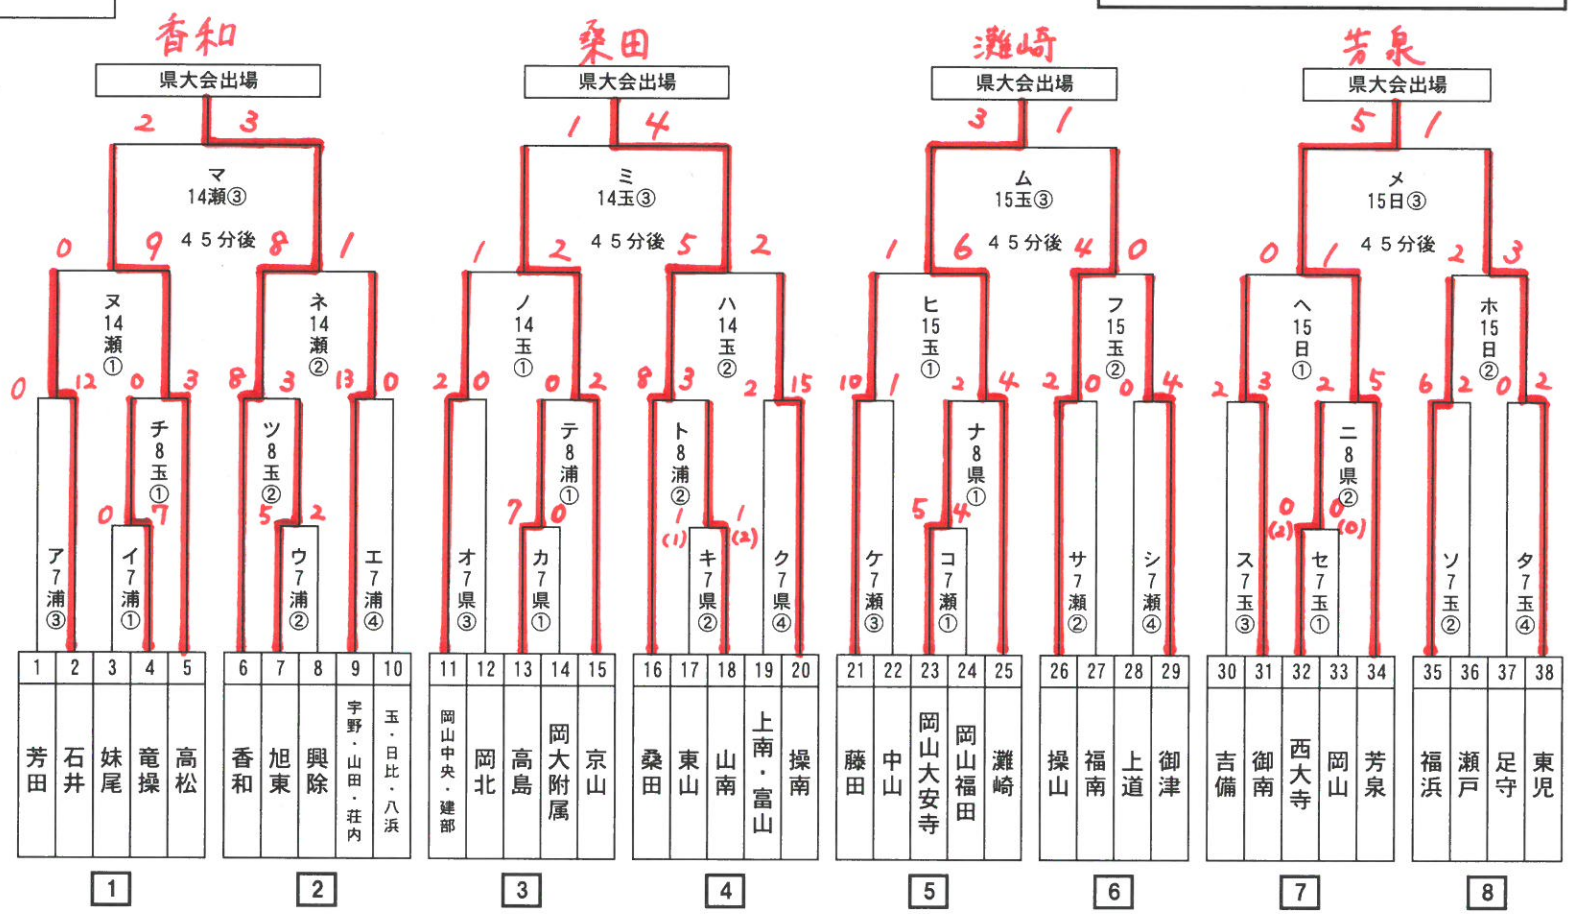 香和 桑田 灘崎 芳泉
県大会出場 県大会出場 県大会出場 県大会出場
2 3 1 4 3 1 5 1
マ ミ ム メ
14瀬③ 14玉③ 15玉③ 15日③
45分後 45分後 45分後 45分後
0 9 8 1 1 2 5 2 1 6 4 0 0 1 2 3
ヌ14瀬① ネ14瀬② ノ14玉① ハ14玉② ヒ15玉① フ15玉② ヘ15日① ホ15日②
0 12 0 3 8 3 13 0 2 0 0 2 8 3 2 15 10 1 2 4 2 0 0 4 2 3 2 5 6 2 0 2
チ8玉① ツ8玉② テ8浦① ト8浦② ナ8県① ニ8県②
0 7 5 2 7 0 1 1 5 4 0 0
(1) (2) (2) (0)
ア7浦③ イ7浦① ウ7浦② エ7浦④ オ7県③ カ7県① キ7県② ク7県④ ケ7瀬③ コ7瀬① サ7瀬② シ7瀬④ ス7玉③ セ7玉① ソ7玉② タ7玉④
1 2 3 4 5 6 7 8 9 10 11 12 13 14 15 16 17 18 19 20 21 22 23 24 25 26 27 28 29 30 31 32 33 34 35 36 37 38
芳田
石井
妹尾
竜操
高松
香和
旭東
興除
宇野・山田・荘内
玉・日比・八浜
岡山中央・建部
岡北
高島
岡大附属
京山
桑田
東山
山南
上南・富山
操南
藤田
中山
岡山大安寺
岡山福田
灘崎
操山
福南
上道
御津
吉備
御南
西大寺
岡山
芳泉
福浜
瀬戸
足守
東児
1 2 3 4 5 6 7 8